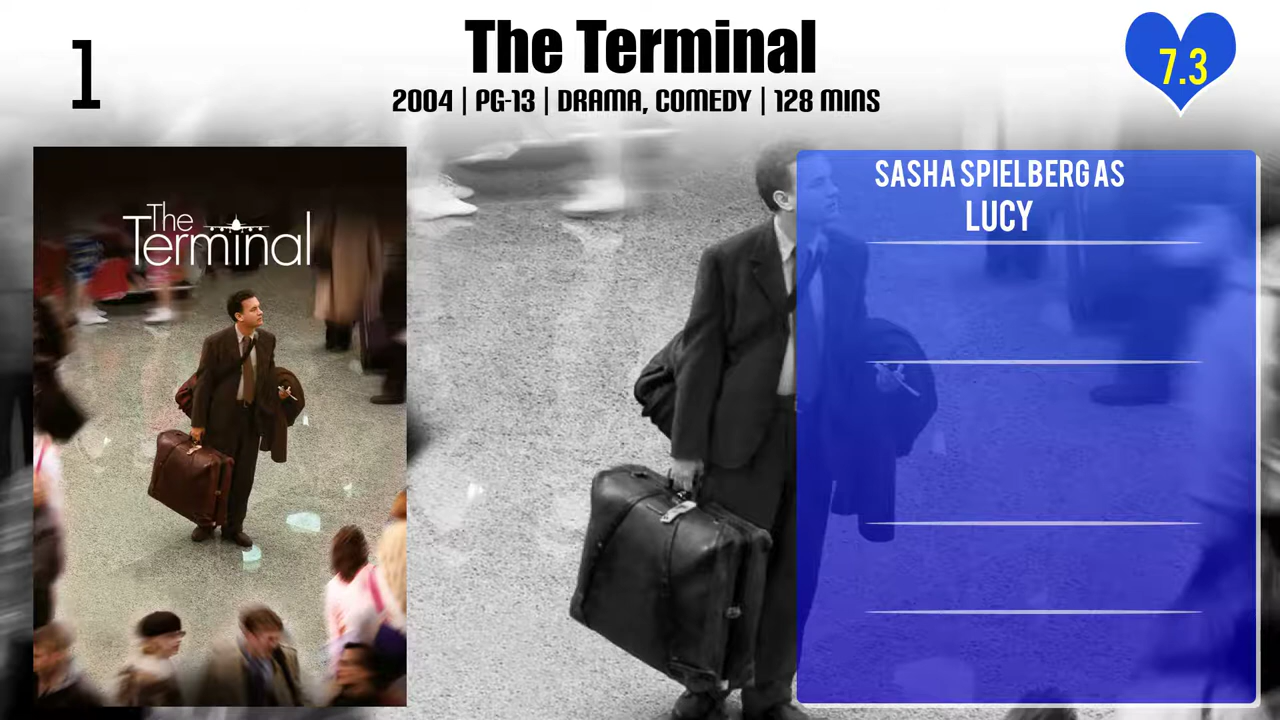 1
The Terminal
2004 | PG-13 | DRAMA, COMEDY | 128 MINS
7.3
The
Terminal
SASHA SPIELBERG AS
LUCY